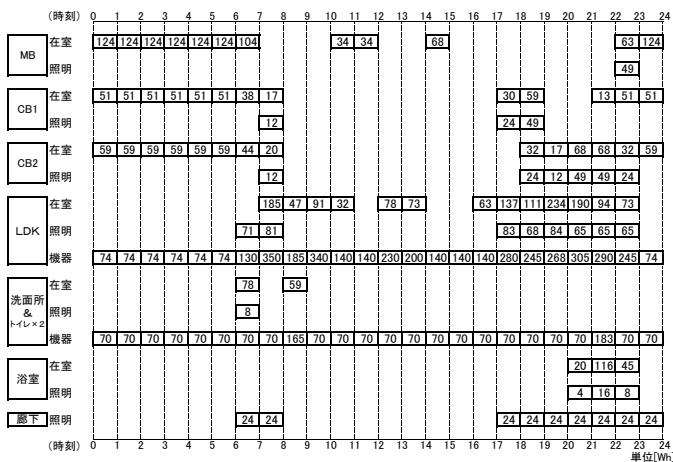 (時刻) 0 1 2 3 4 5 6 7 8 9 10 11 12 13 14 15 16 17 18 19 20 21 22 23 24
MB
在室 124 124 124 124 124 124 104 34 34 68 63 124
照明 49
CB1
在室 51 51 51 51 51 51 38 17 30 59 13 51 51
照明 12 24 49
CB2
在室 59 59 59 59 59 59 44 20 32 17 68 68 32 59
照明 12 24 12 49 49 24
LDK
在室 185 47 91 32 78 73 63 137 111 234 190 94 73
照明 71 81 83 68 84 65 65 65
機器 74 74 74 74 74 74 130 350 185 340 140 140 230 200 140 140 140 280 245 268 305 290 245 74
洗面所
&
トイレ×2
在室 78 59
照明 8
機器 70 70 70 70 70 70 70 70 165 70 70 70 70 70 70 70 70 70 70 70 70 183 70 70
浴室
在室 20 116 45
照明 4 16 8
廊下 照明 24 24 24 24 24 24 24 24 24
(時刻) 0 1 2 3 4 5 6 7 8 9 10 11 12 13 14 15 16 17 18 19 20 21 22 23 24
単位[Wh]